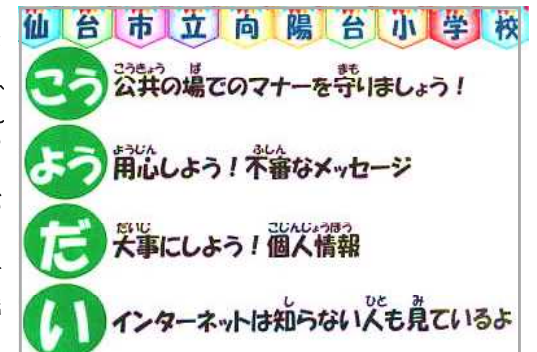 仙台市立向陽台小学校
こう 公共の場でのマナーを守りましょう！
よう 用心しよう！不審なメッセージ
だ 大事にしよう！個人情報
い インターネットは知らない人も見ているよ